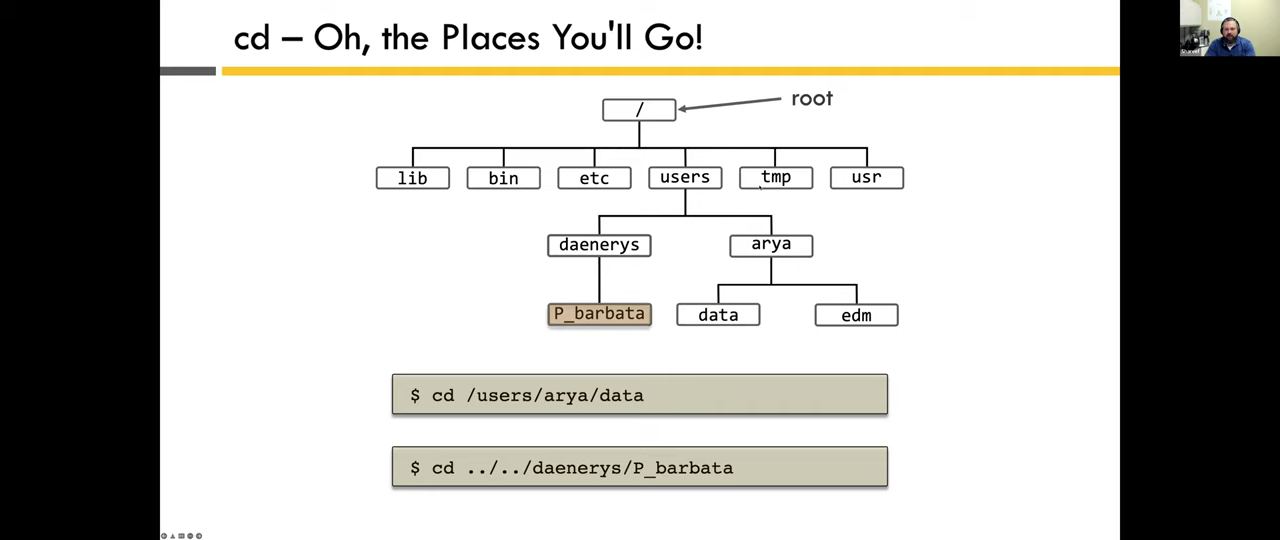 cd – Oh, the Places You'll Go!
/
root
lib bin etc users tmp usr
daenerys arya
P_barbata data edm
$ cd /users/arya/data
$ cd ../../daenerys/P_barbata